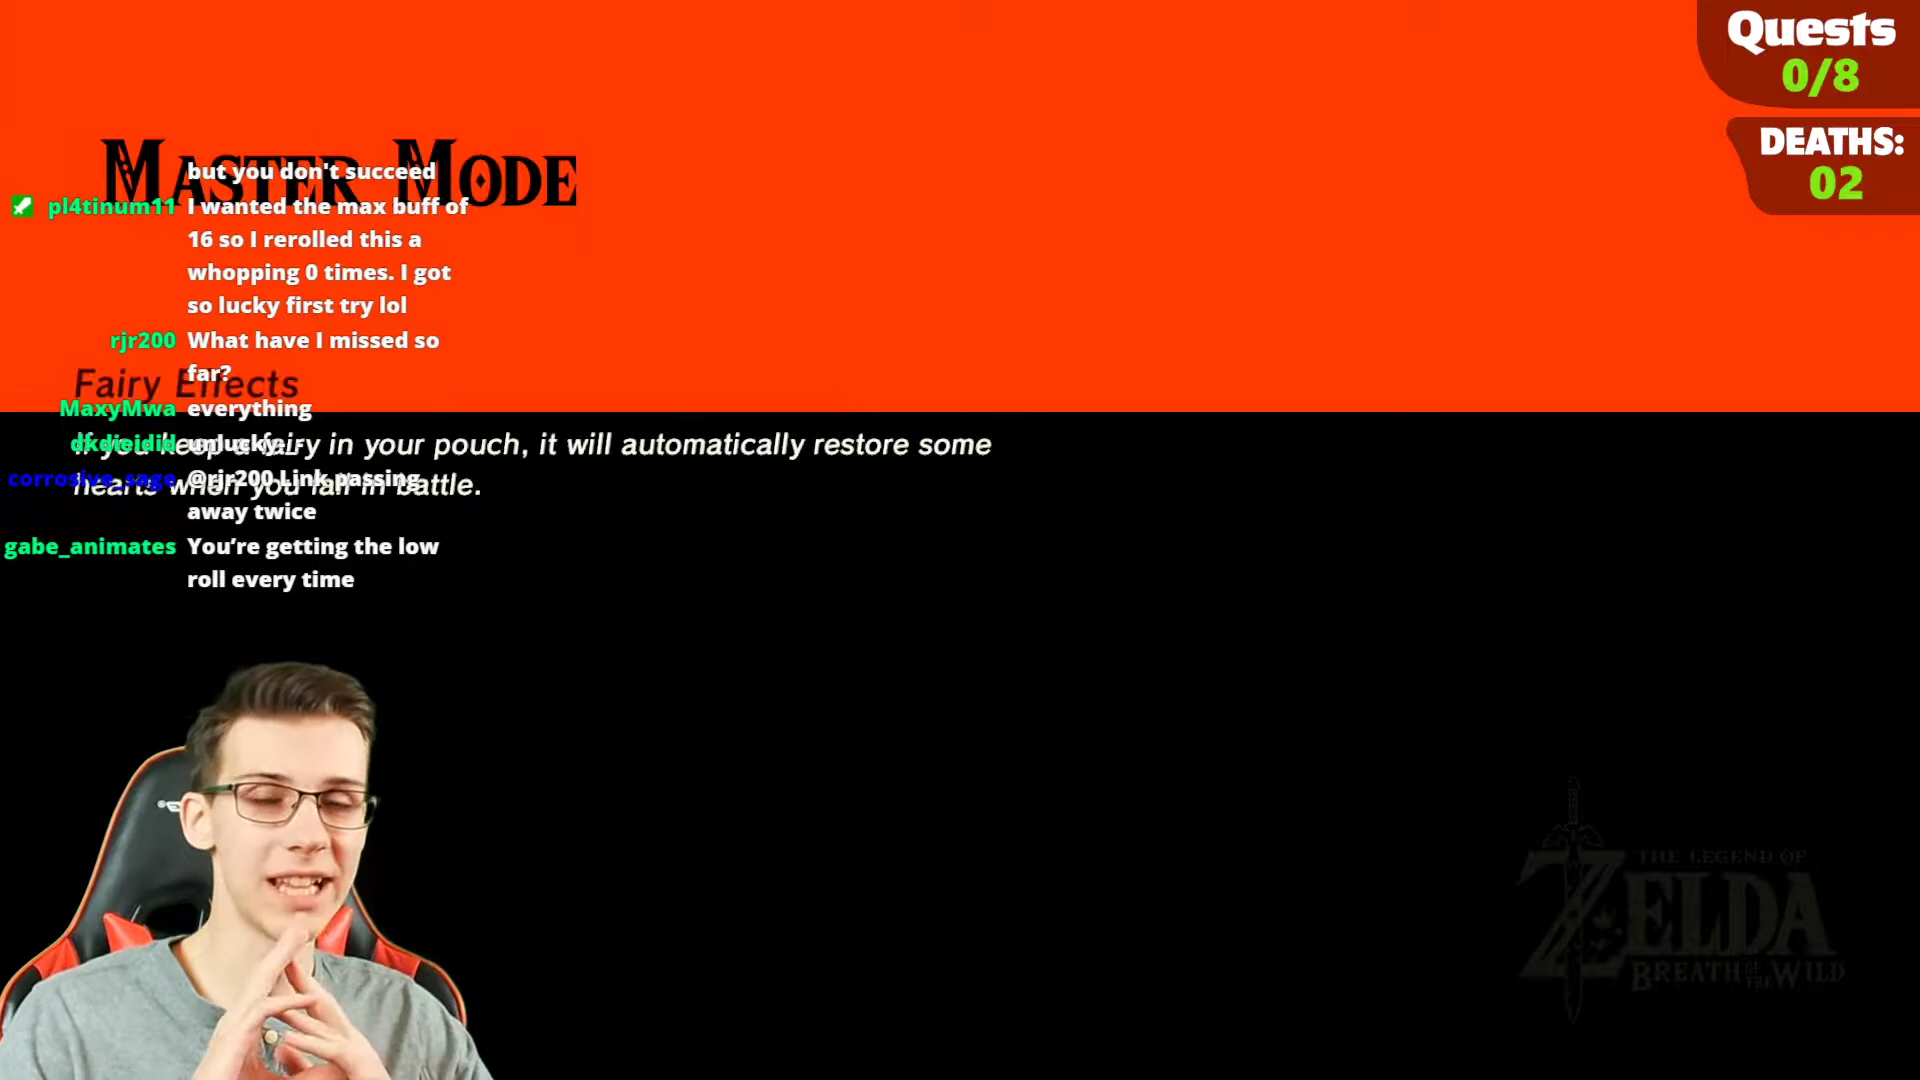 Quests
0/8
DEATHS:
02
MASTER MODE
but you don't succeed
pl4tinum11 I wanted the max buff of
16 so I rerolled this a
whopping 0 times. I got
so lucky first try lol
rjr200 What have I missed so
far?
Fairy Effects
MaxyMwa everything
unlucky
If you keep a fairy in your pouch, it will automatically restore some
corrosive_sage @rjr200 Link passing
hearts when you fall in battle.
away twice
gabe_animates You’re getting the low
roll every time
THE LEGEND OF
ZELDA
BREATH OF THE WILD